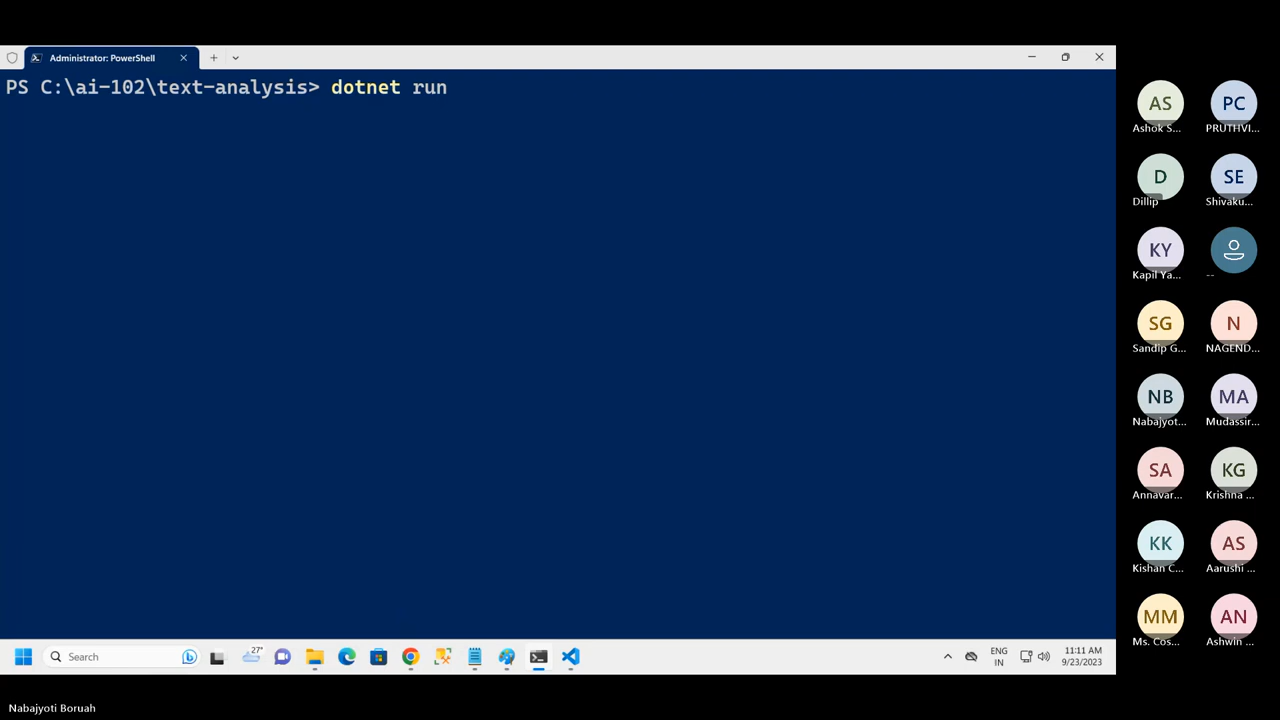 Administrator: PowerShell
PS C:\ai-102\text-analysis> dotnet run
AS
Ashok S...
PC
PRUTHVI...
D
Dillip
SE
Shivaku...
KY
Kapil Ya...
--
SG
Sandip G...
N
NAGEND...
NB
Nabajyot...
MA
Mudassir...
SA
Annavar...
KG
Krishna ...
KK
Kishan C...
AS
Aarushi ...
MM
Ms. Cos...
AN
Ashwin ...
Search
27°
ENG
IN
11:11 AM
9/23/2023
Nabajyoti Boruah